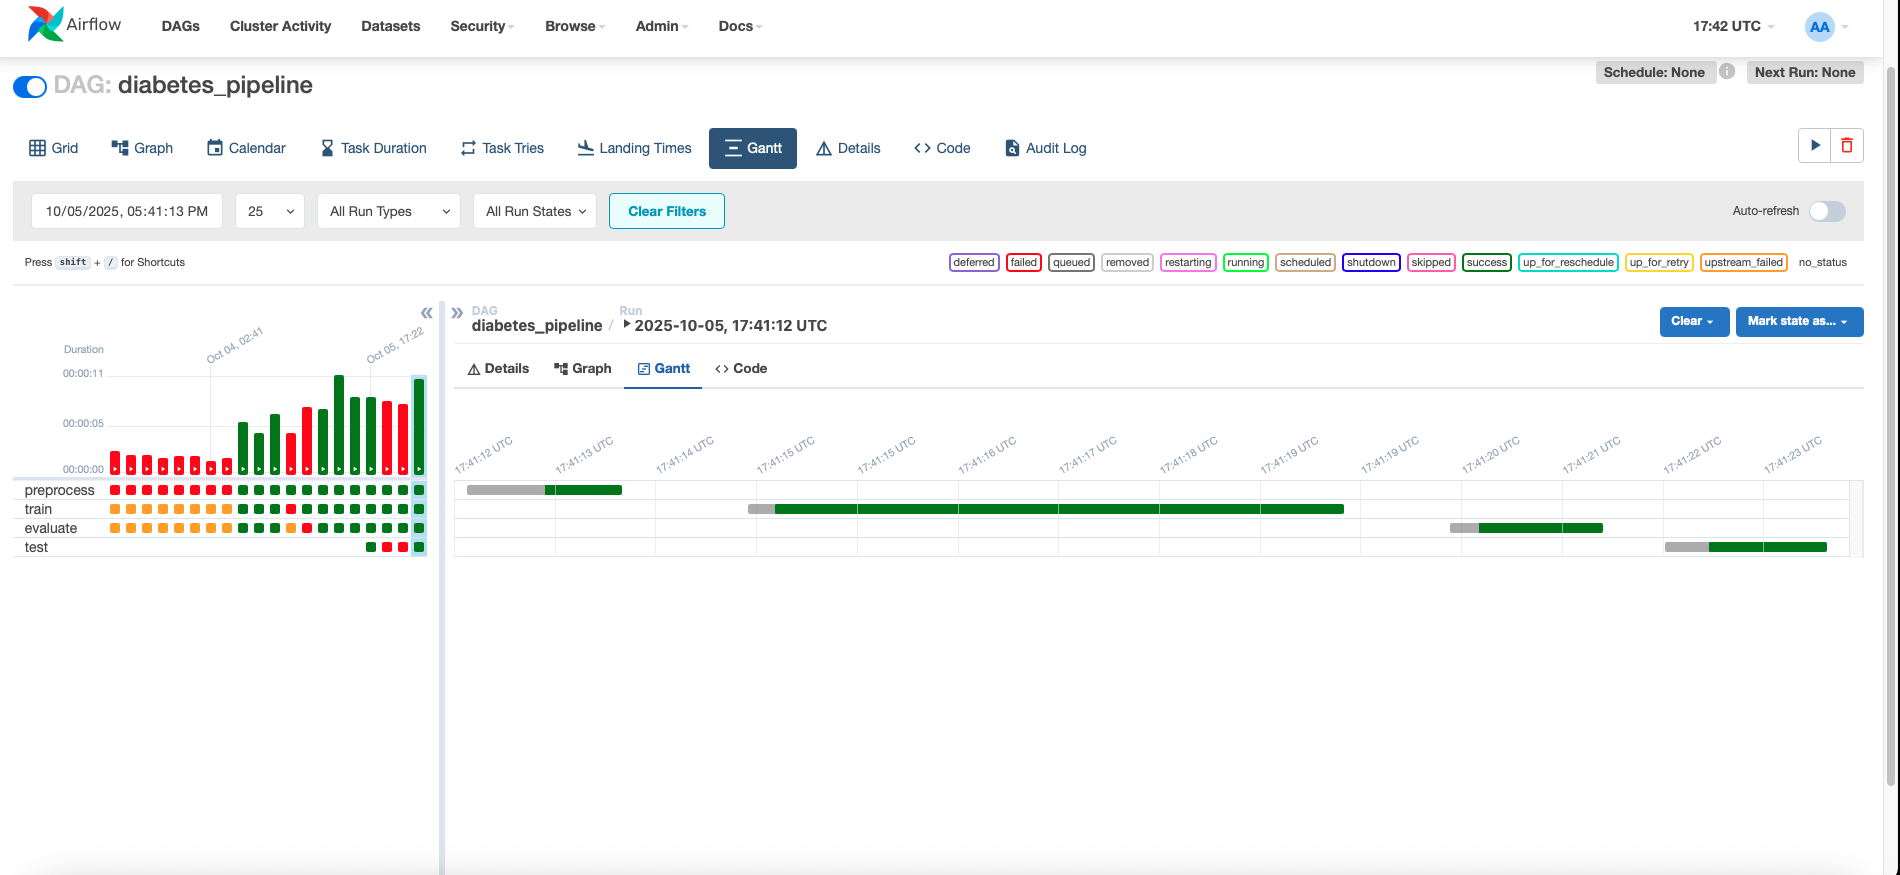 Airflow DAGs Cluster Activity Datasets Security Browse Admin Docs 17:42 UTC AA
DAG: diabetes_pipeline Schedule: None Next Run: None
Grid Graph Calendar Task Duration Task Tries Landing Times Gantt Details Code Audit Log
10/05/2025, 05:41:13 PM 25 All Run Types All Run States Clear Filters Auto-refresh
Press shift + / for Shortcuts deferred failed queued removed restarting running scheduled shutdown skipped success up_for_reschedule up_for_retry upstream_failed no_status
DAG Run
diabetes_pipeline / 2025-10-05, 17:41:12 UTC Clear Mark state as...
Details Graph Gantt Code
Oct 04, 02:41 Oct 05, 17:22
Duration
00:00:11
00:00:05
00:00:00
17:41:12 UTC 17:41:13 UTC 17:41:14 UTC 17:41:15 UTC 17:41:15 UTC 17:41:16 UTC 17:41:17 UTC 17:41:18 UTC 17:41:19 UTC 17:41:19 UTC 17:41:20 UTC 17:41:21 UTC 17:41:22 UTC 17:41:23 UTC
preprocess
train
evaluate
test